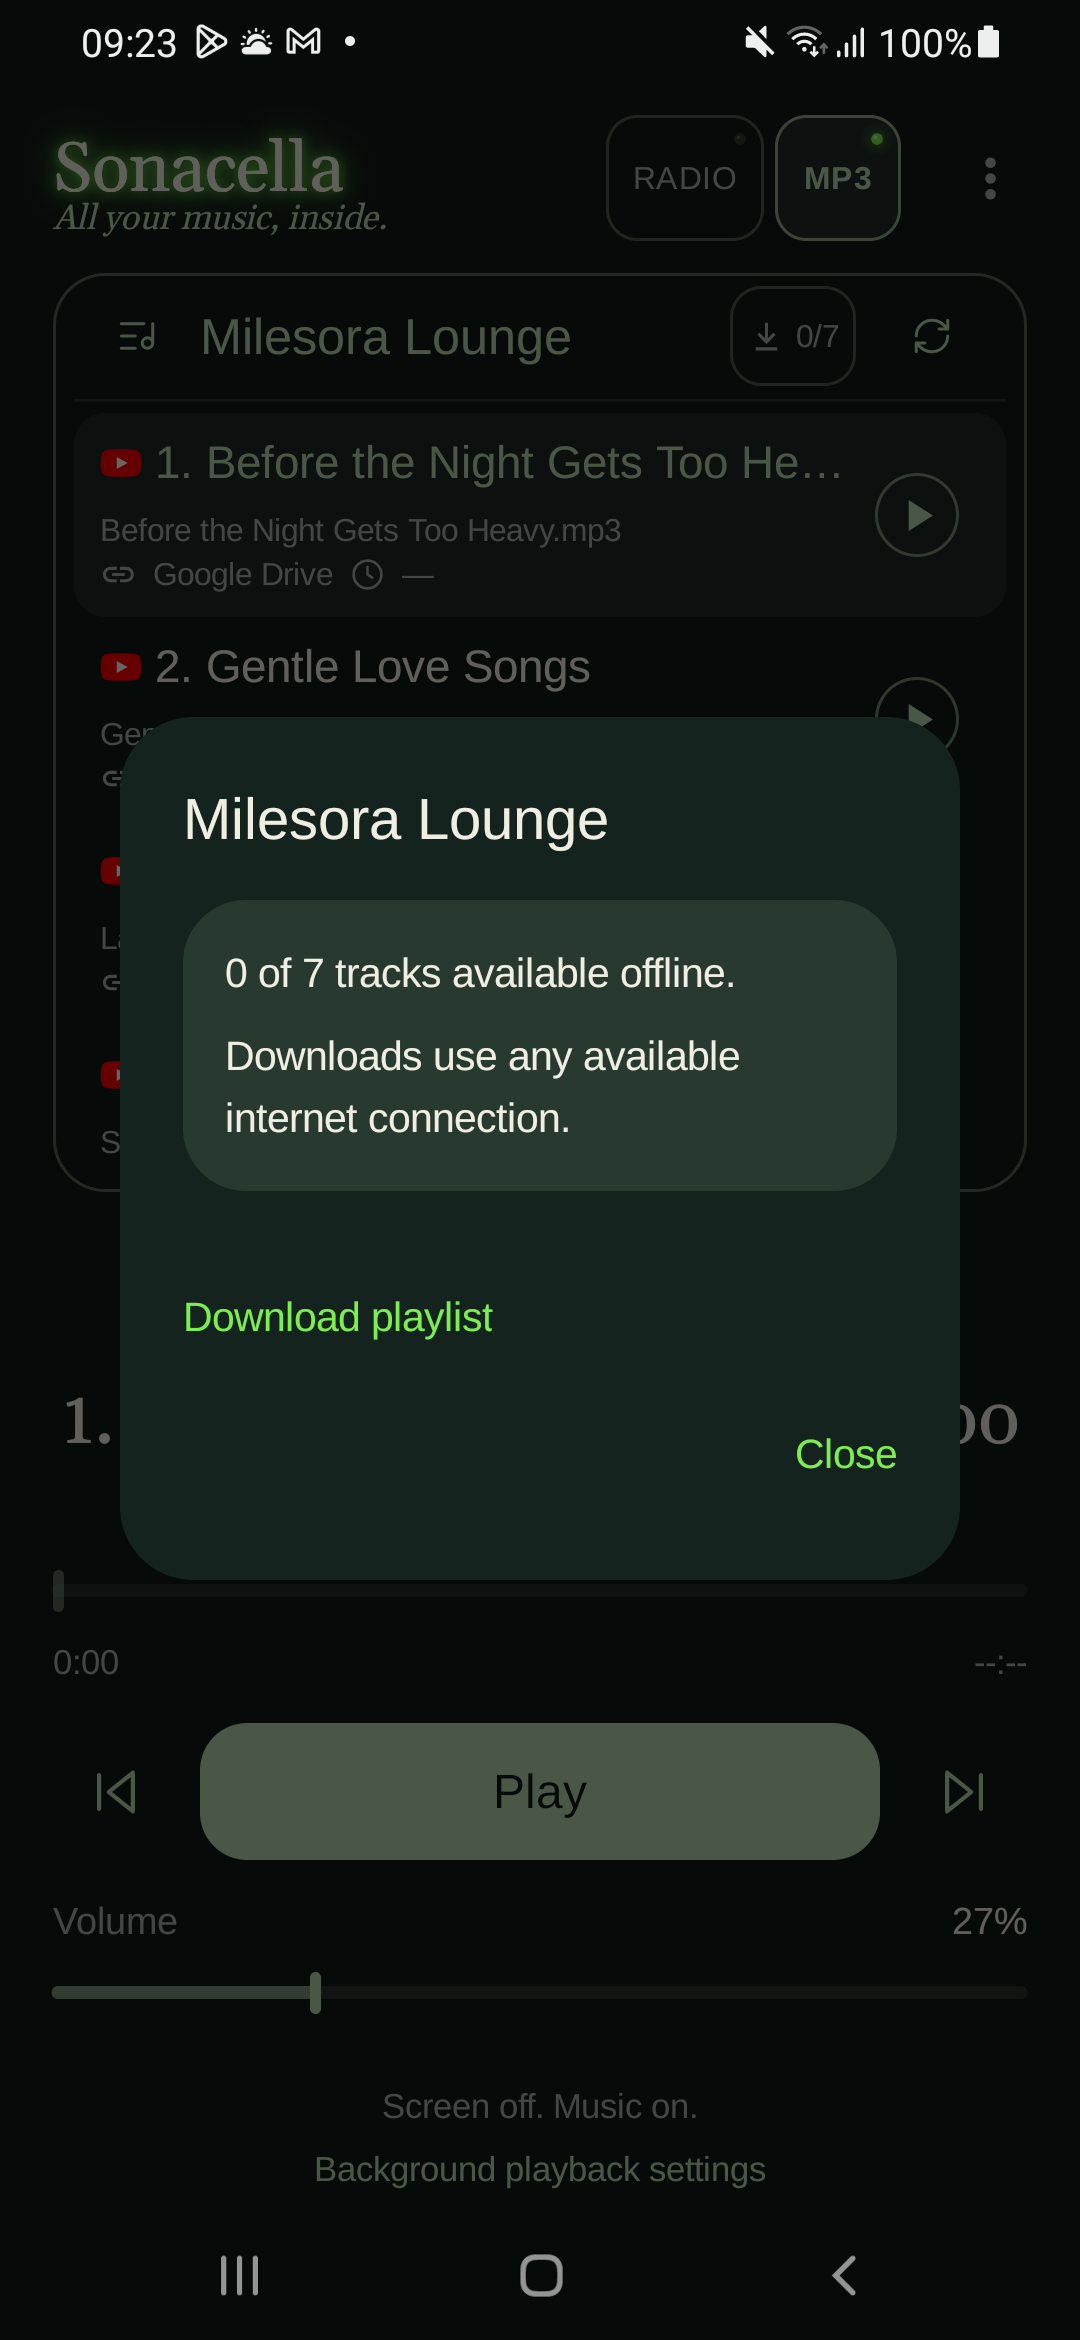 09:23
100%
Sonacella
All your music, inside.
RADIO
MP3
Milesora Lounge
0/7
1. Before the Night Gets Too He...
Before the Night Gets Too Heavy.mp3
Google Drive
—
2. Gentle Love Songs
Milesora Lounge
0 of 7 tracks available offline.
Downloads use any available
internet connection.
Download playlist
Close
1.
0:00
--:--
Play
Volume
27%
Screen off. Music on.
Background playback settings